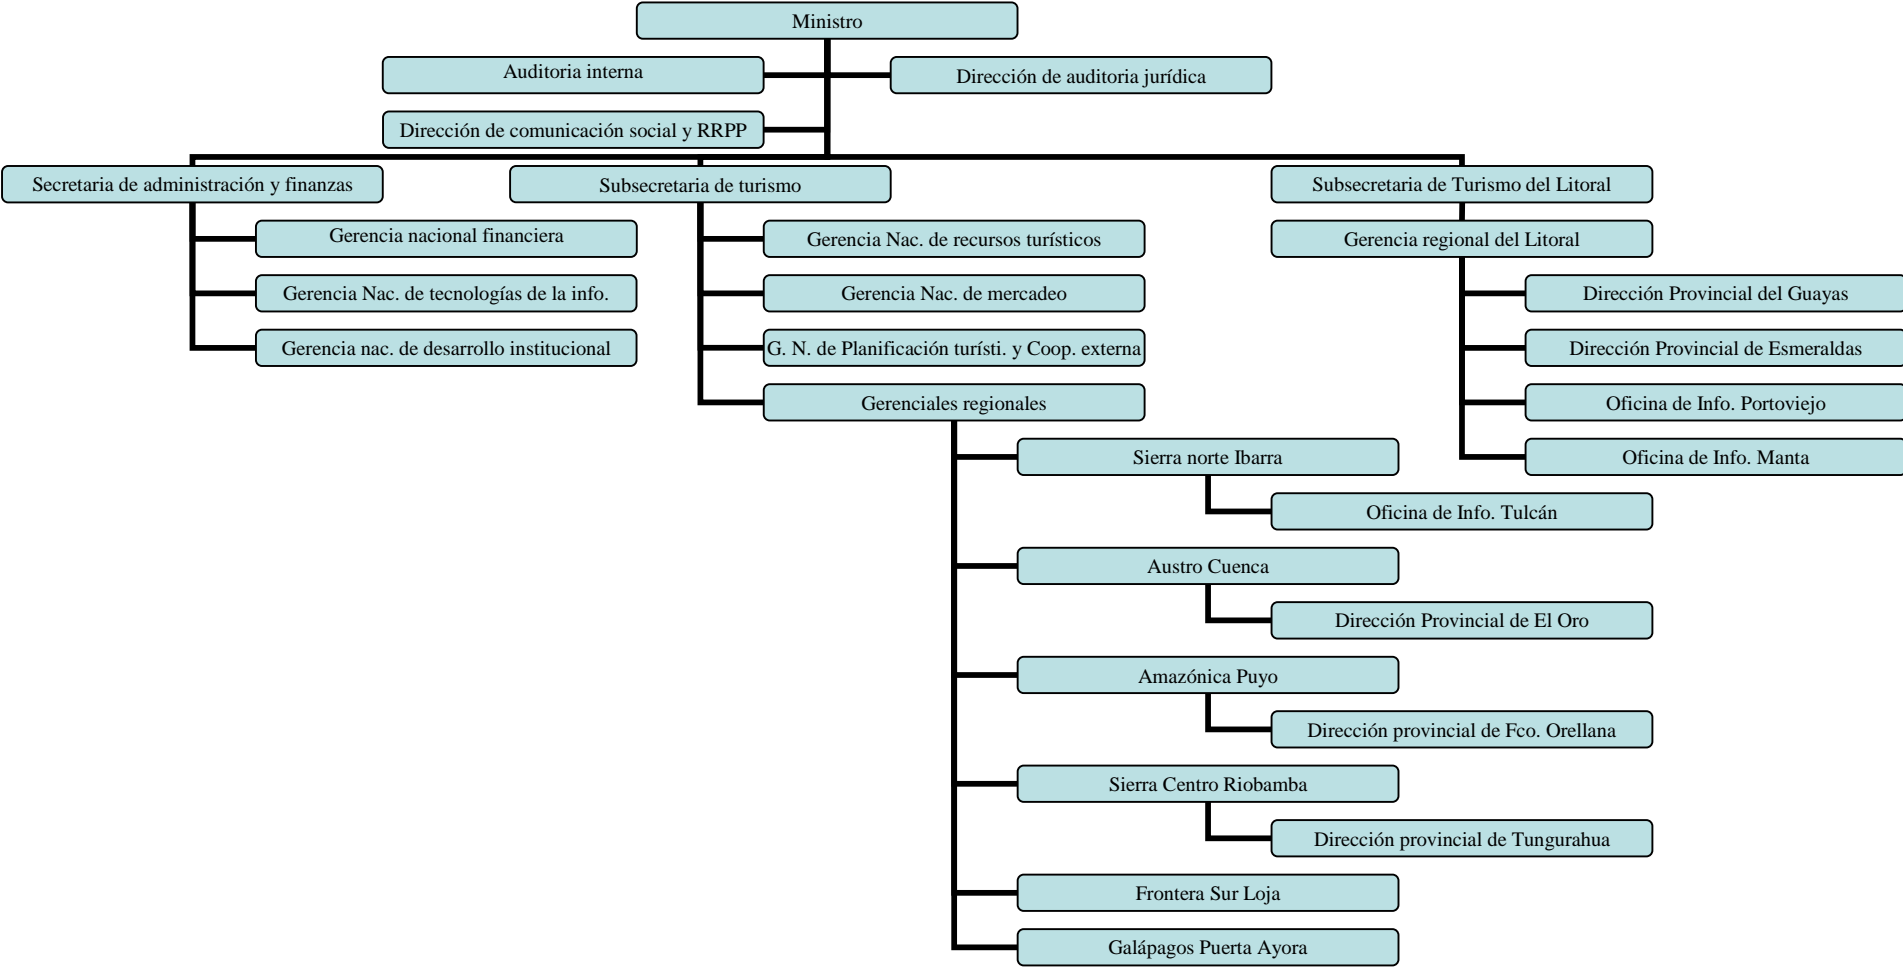 Ministro
Auditoria interna
Dirección de auditoria jurídica
Dirección de comunicación social y RRPP
Secretaria de administración y finanzas
Gerencia nacional financiera
Gerencia Nac. de tecnologías de la info.
Gerencia nac. de desarrollo institucional
Subsecretaria de turismo
Gerencia Nac. de recursos turísticos
Gerencia Nac. de mercadeo
G. N. de Planificación turísti. y Coop. externa
Gerenciales regionales
Sierra norte Ibarra
Oficina de Info. Tulcán
Austro Cuenca
Dirección Provincial de El Oro
Amazónica Puyo
Dirección provincial de Fco. Orellana
Sierra Centro Riobamba
Dirección provincial de Tungurahua
Frontera Sur Loja
Galápagos Puerta Ayora
Subsecretaria de Turismo del Litoral
Gerencia regional del Litoral
Dirección Provincial del Guayas
Dirección Provincial de Esmeraldas
Oficina de Info. Portoviejo
Oficina de Info. Manta